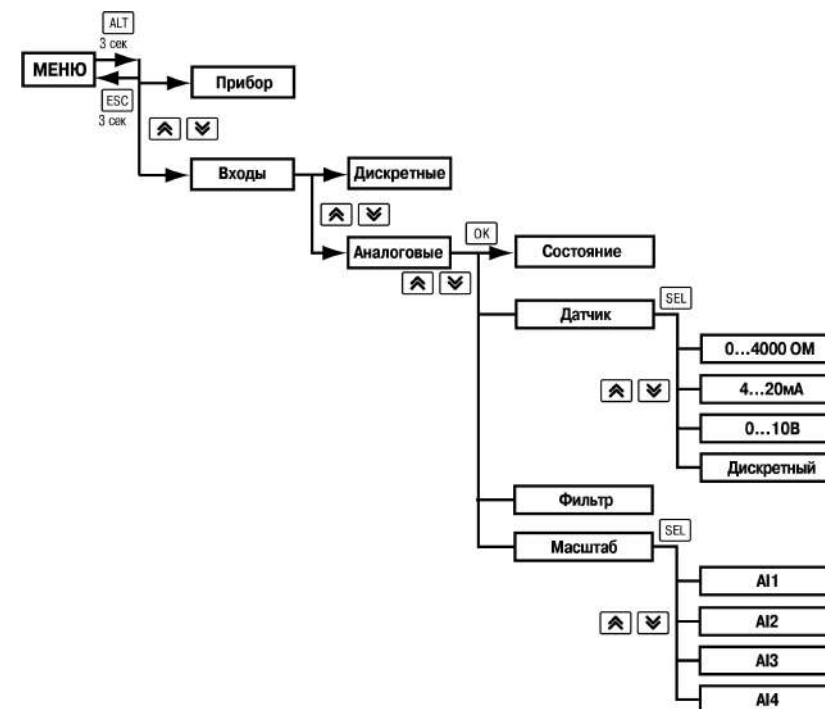 ALT
3 сек
МЕНЮ
Прибор
ESC
3 сек
Входы
Дискретные
OK
Аналоговые
Состояние
SEL
Датчик
0...4000 ОМ
4...20мА
0...10В
Дискретный
Фильтр
SEL
Масштаб
AI1
AI2
AI3
AI4